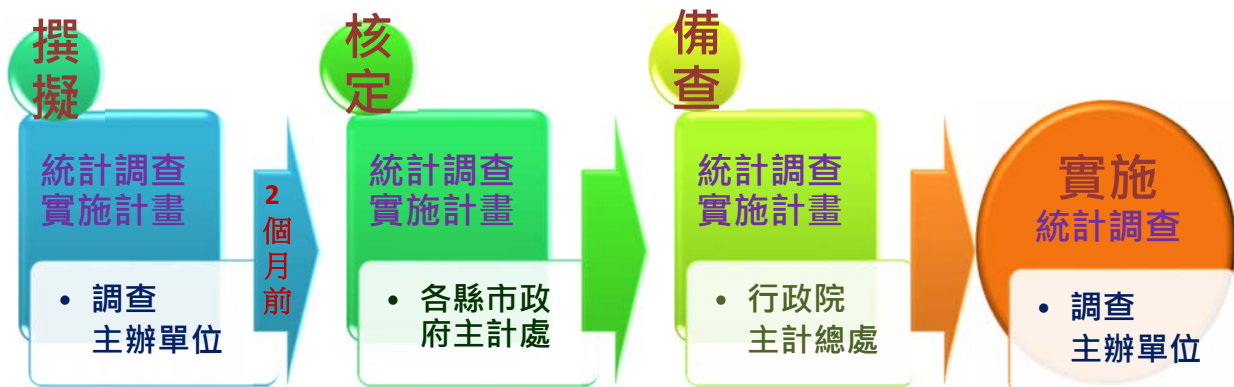 撰
擬
統計調查
實施計畫
• 調查
主辦單位
2
個
月
前
核
定
統計調查
實施計畫
• 各縣市政
府主計處
備
查
統計調查
實施計畫
• 行政院
主計總處
實施
統計調查
• 調查
主辦單位